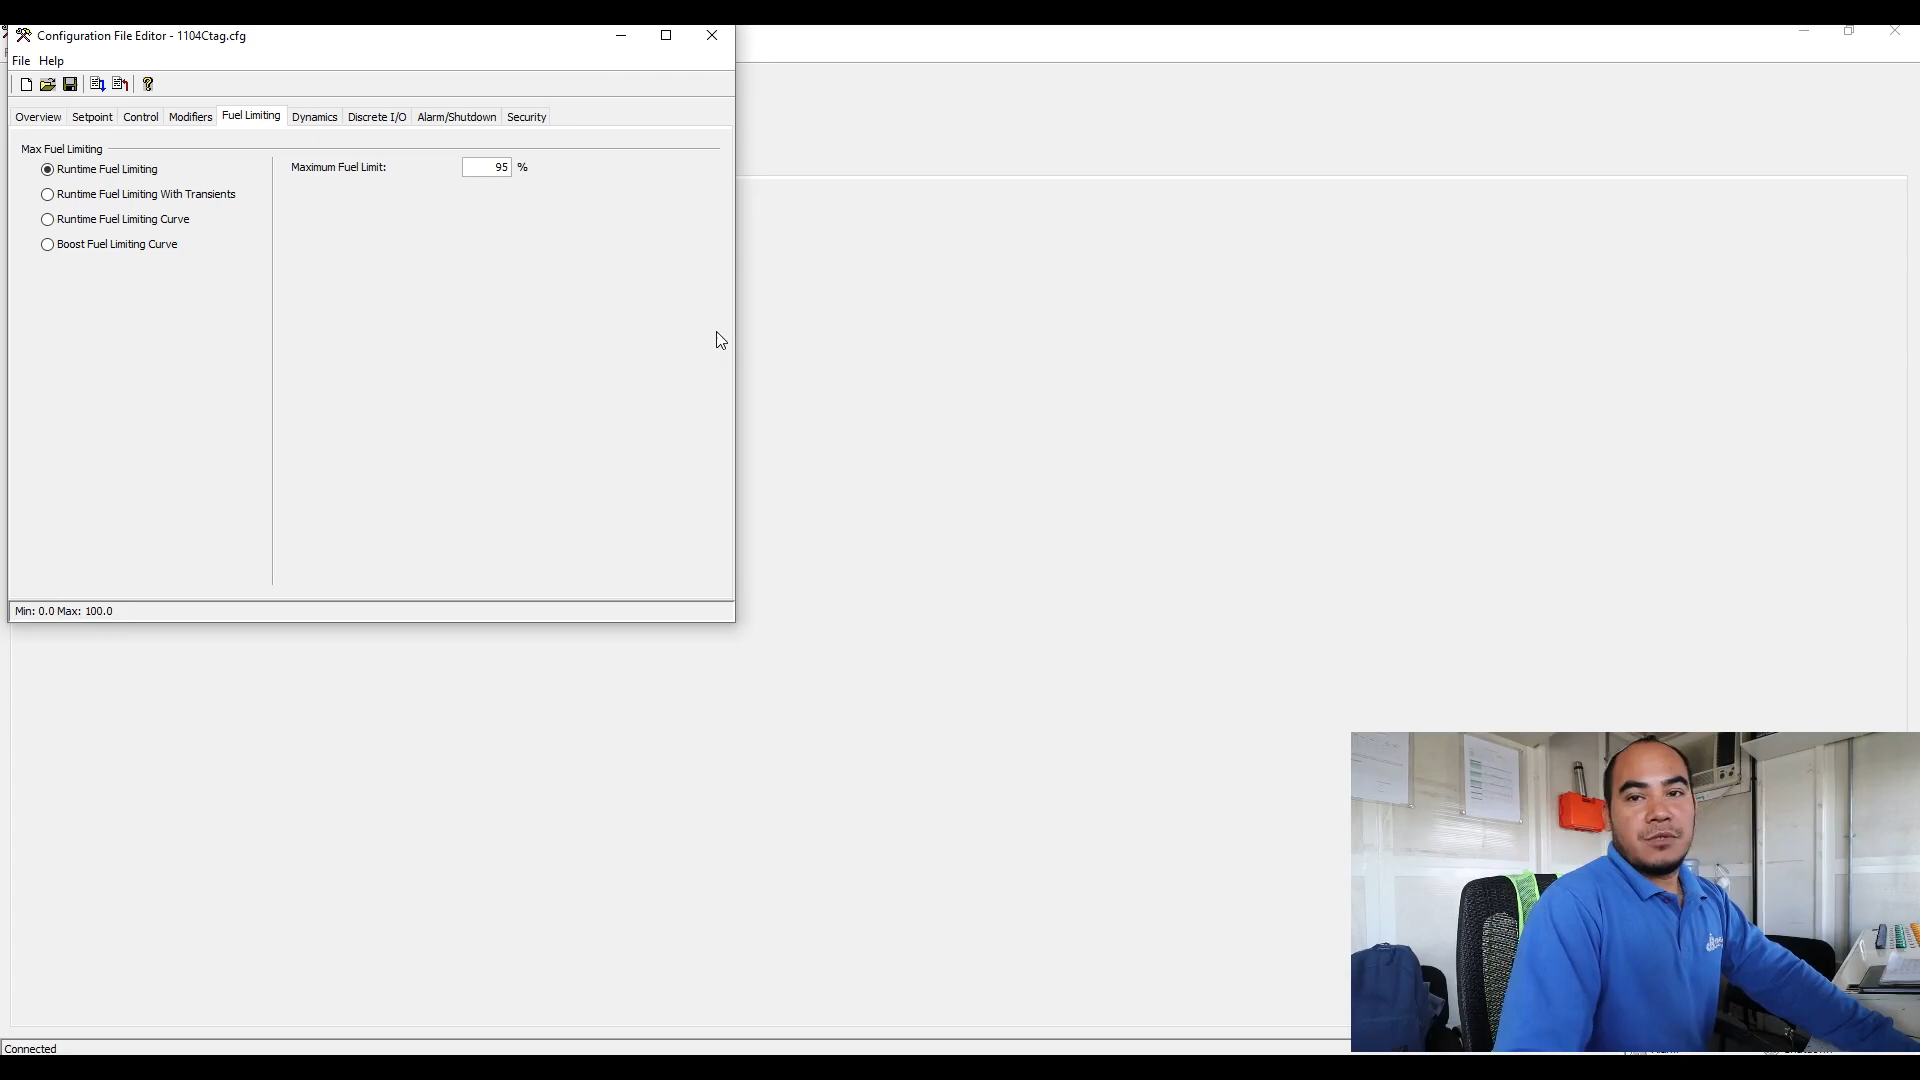 Configuration File Editor - 1104Ctag.cfg
File Help
Overview Setpoint Control Modifiers Fuel Limiting Dynamics Discrete I/O Alarm/Shutdown Security
Max Fuel Limiting
Runtime Fuel Limiting
Maximum Fuel Limit: 95 %
Runtime Fuel Limiting With Transients
Runtime Fuel Limiting Curve
Boost Fuel Limiting Curve
Min: 0.0 Max: 100.0
Connected